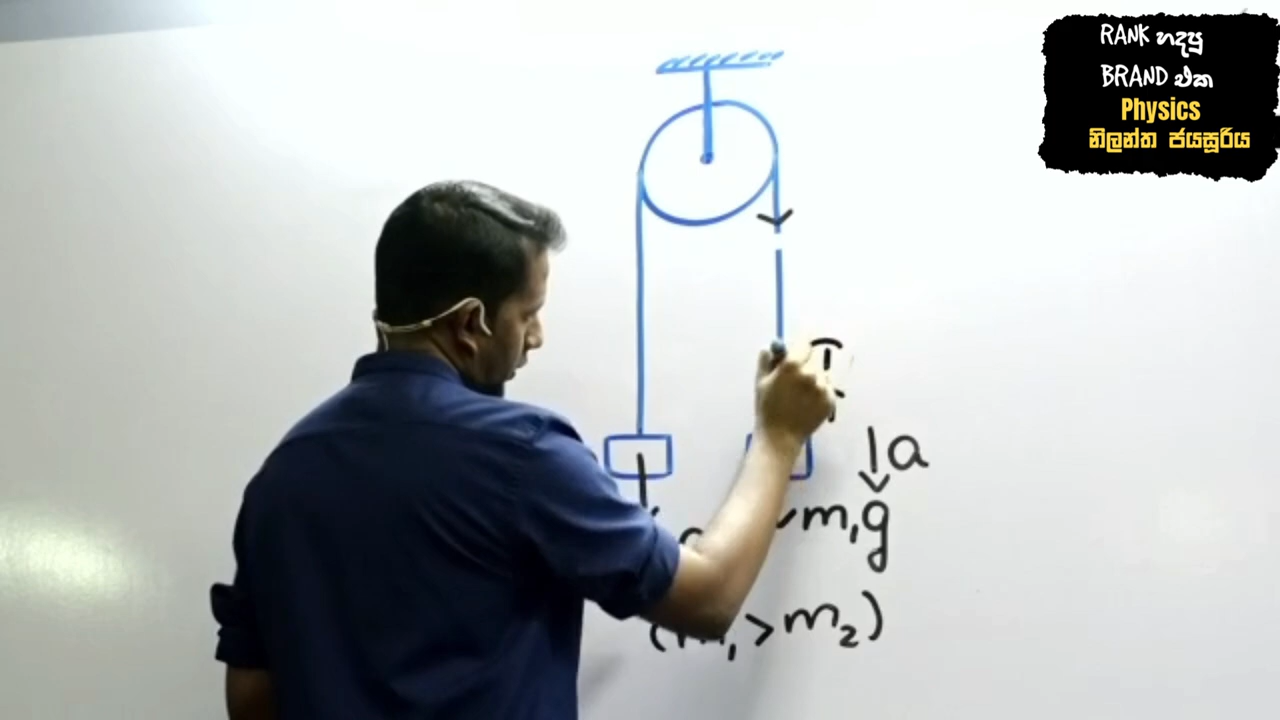 RANK හදපු
BRAND එක
Physics
නිලන්ත ජයසූරිය
T
a
m₁g
(m₁ > m₂)